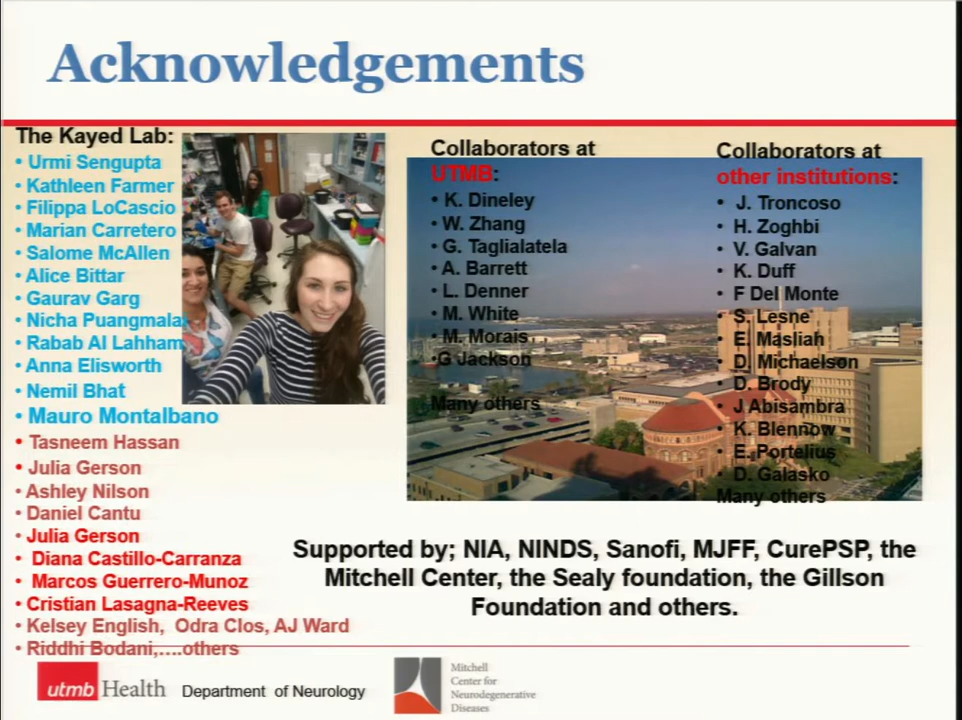 Acknowledgements
The Kayed Lab:
• Urmi Sengupta
• Kathleen Farmer
• Filippa LoCascio
• Marian Carretero
• Salome McAllen
• Alice Bittar
• Gaurav Garg
• Nicha Puangmalai
• Rabab Al Lahham
• Anna Elisworth
• Nemil Bhat
• Mauro Montalbano
• Tasneem Hassan
• Julia Gerson
• Ashley Nilson
• Daniel Cantu
• Julia Gerson
• Diana Castillo-Carranza
• Marcos Guerrero-Munoz
• Cristian Lasagna-Reeves
• Kelsey English, Odra Clos, AJ Ward
• Riddhi Bodani,….others
Collaborators at
UTMB:
• K. Dineley
• W. Zhang
• G. Taglialatela
• A. Barrett
• L. Denner
• M. White
• M. Morais
•G Jackson
Many others
Collaborators at
other institutions:
• J. Troncoso
• H. Zoghbi
• V. Galvan
• K. Duff
• F Del Monte
• S. Lesne
• E. Masliah
• D. Michaelson
• D. Brody
• J Abisambra
• K. Blennow
• E. Portelius
• D. Galasko
Many others
Supported by; NIA, NINDS, Sanofi, MJFF, CurePSP, the
Mitchell Center, the Sealy foundation, the Gillson
Foundation and others.
utmb Health
Department of Neurology
Mitchell
Center for
Neurodegenerative
Diseases